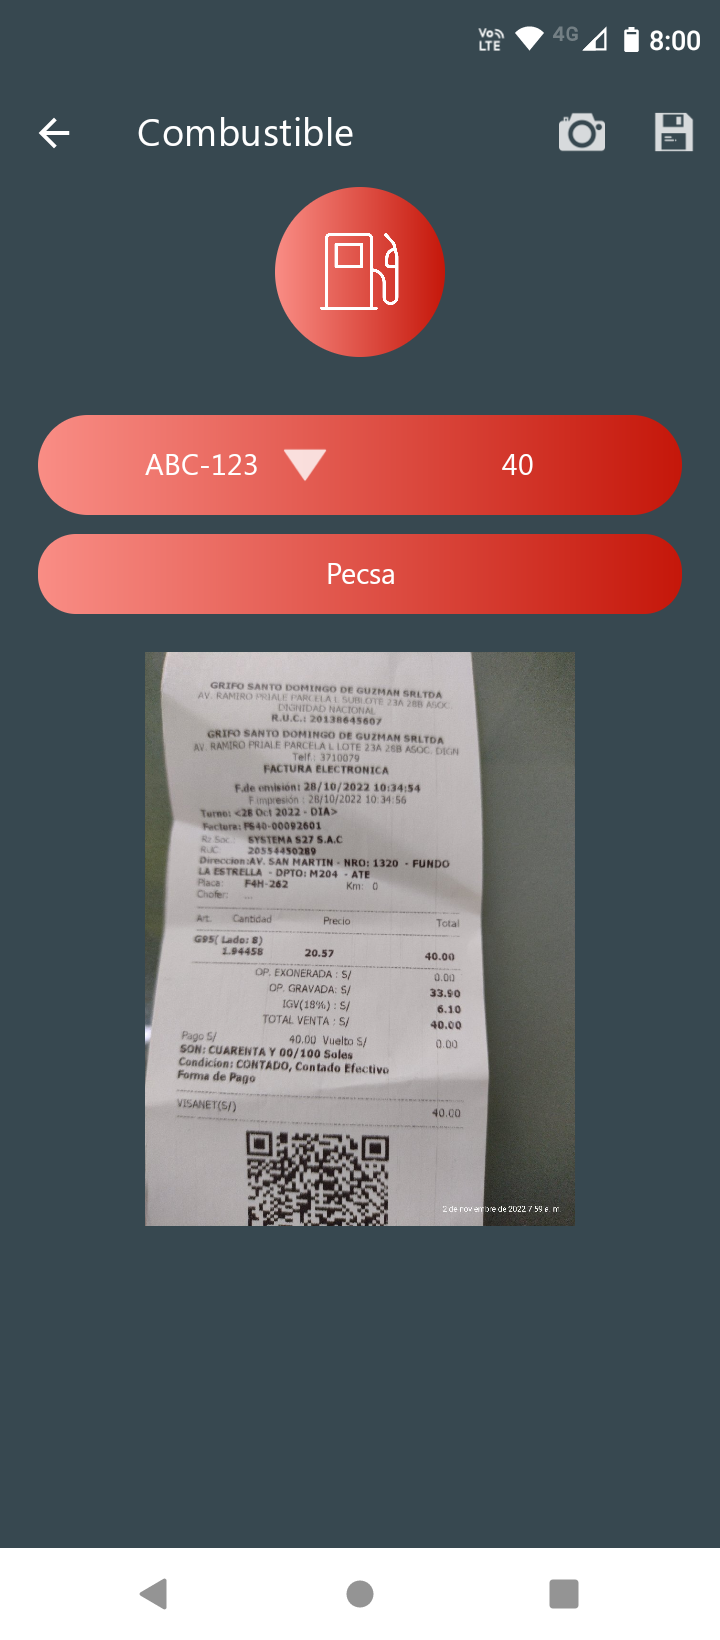 Vo
LTE
4G
8:00
Combustible
ABC-123
40
Pecsa
GRIFO SANTO DOMINGO DE GUZMAN SRLTDA
AV. RAMIRO PRIALE PARCELA L SUBLOTE 23A 28B ASOC.
DIGNIDAD NACIONAL
R.U.C.: 20138645607
GRIFO SANTO DOMINGO DE GUZMAN SRLTDA
AV. RAMIRO PRIALE PARCELA L LOTE 23A 28B ASOC. DIGN
Telf.: 3710079
FACTURA ELECTRONICA
F.de emisión: 28/10/2022 10:34:54
F.impresión : 28/10/2022 10:34:56
Turno: <28 Oct 2022 - DIA>
Factura: FS40-00092601
Rz Soc.: SYSTEMA S27 S.A.C
RUC: 20554450289
Direccion:AV. SAN MARTIN - NRO: 1320 - FUNDO
LA ESTRELLA - DPTO: M204 - ATE
Placa: F4H-262 Km: 0
Chofer: ...
Art. Cantidad Precio Total
G95( Lado: 8)
1.94458 20.57 40.00
OP. EXONERADA : S/ 0.00
OP. GRAVADA: S/ 33.90
IGV(18%) : S/ 6.10
TOTAL VENTA : S/ 40.00
Pago S/ 40.00 Vuelto S/ 0.00
SON: CUARENTA Y 00/100 Soles
Condicion: CONTADO, Contado Efectivo
Forma de Pago
VISANET(S/) 40.00
2 de noviembre de 2022 7:59 a. m.